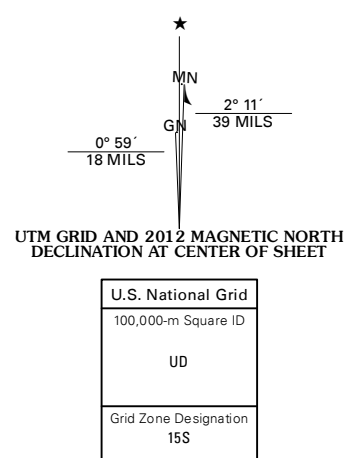 ★
MN
2° 11´
39 MILS
GN
0° 59´
18 MILS
UTM GRID AND 2012 MAGNETIC NORTH
DECLINATION AT CENTER OF SHEET
U.S. National Grid
100,000-m Square ID
UD
Grid Zone Designation
15S